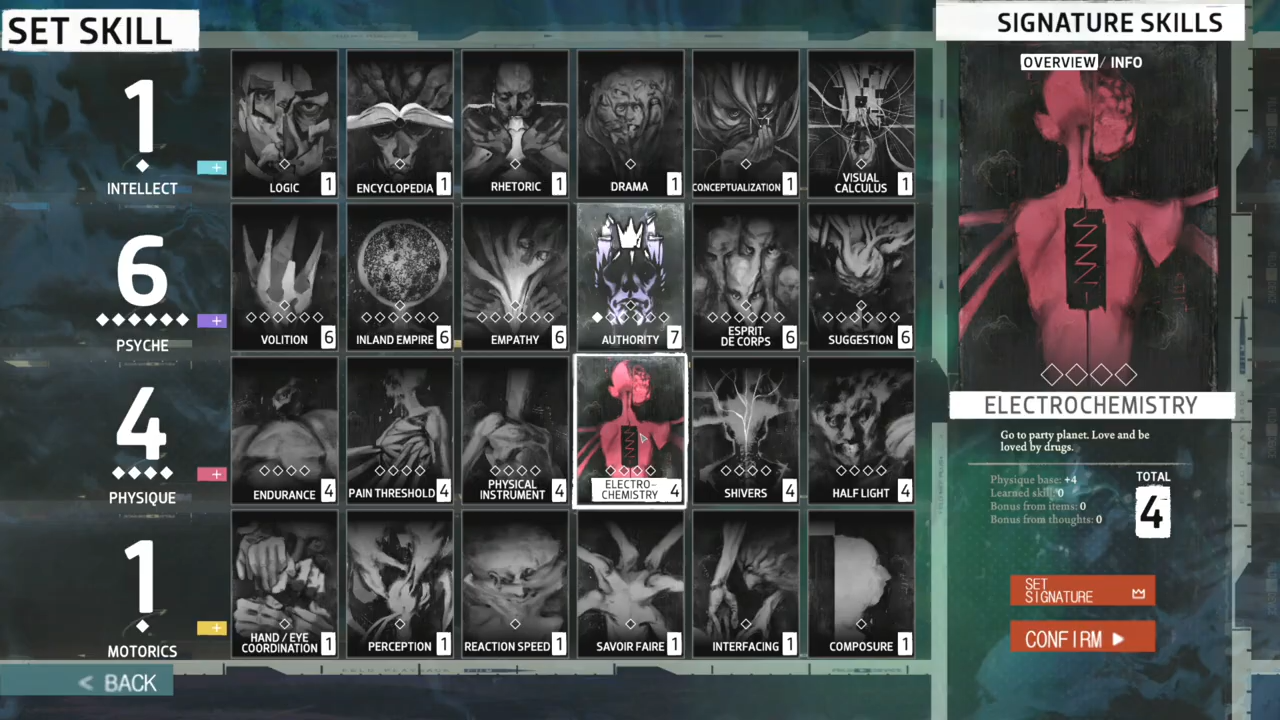 SET SKILL
SIGNATURE SKILLS
OVERVIEW / INFO
1
INTELLECT
LOGIC 1
ENCYCLOPEDIA 1
RHETORIC 1
DRAMA 1
CONCEPTUALIZATION 1
VISUAL
CALCULUS 1
6
PSYCHE
VOLITION 6
INLAND EMPIRE 6
EMPATHY 6
AUTHORITY 7
ESPRIT
DE CORPS 6
SUGGESTION 6
4
PHYSIQUE
ENDURANCE 4
PAIN THRESHOLD 4
PHYSICAL
INSTRUMENT 4
ELECTRO-
CHEMISTRY 4
SHIVERS 4
HALF LIGHT 4
1
MOTORICS
HAND / EYE
COORDINATION 1
PERCEPTION 1
REACTION SPEED 1
SAVOIR FAIRE 1
INTERFACING 1
COMPOSURE 1
< BACK
ELECTROCHEMISTRY
Go to party planet. Love and be
loved by drugs.
Physique base: +4
Learned skill: 0
Bonus from items: 0
Bonus from thoughts: 0
TOTAL
4
SET
SIGNATURE
CONFIRM